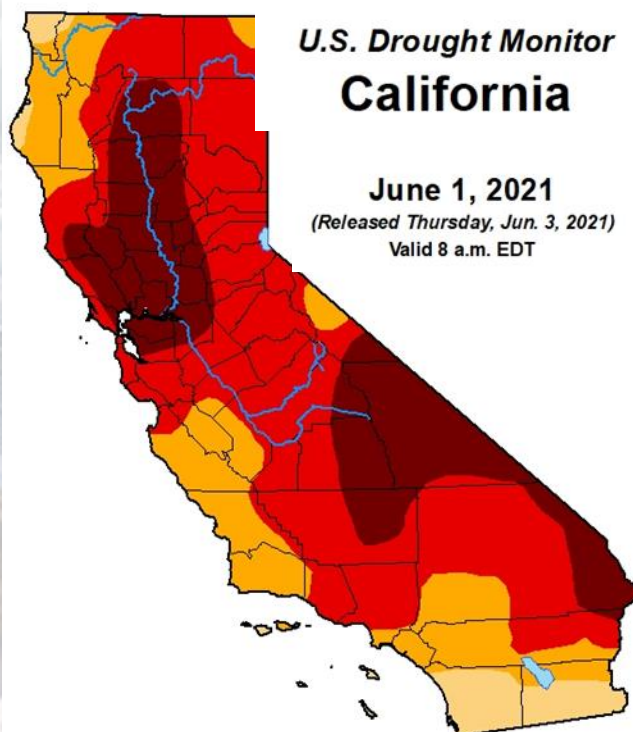 U.S. Drought Monitor
California
June 1, 2021
(Released Thursday, Jun. 3, 2021)
Valid 8 a.m. EDT